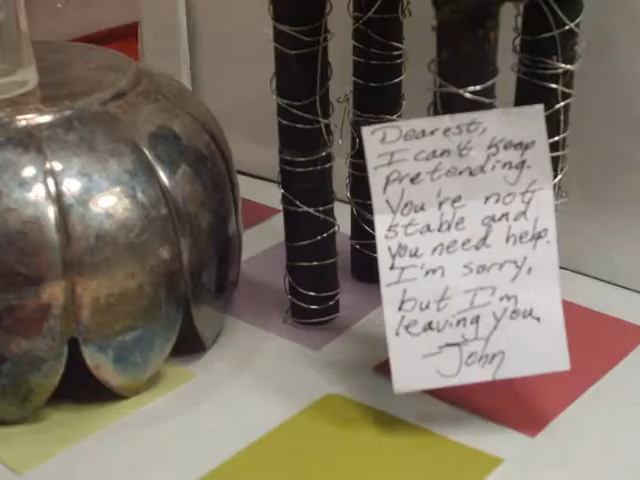 Dearest,
I can't keep
pretending.
You're not
stable and
you need help.
I'm sorry,
but I'm
leaving you.
-John